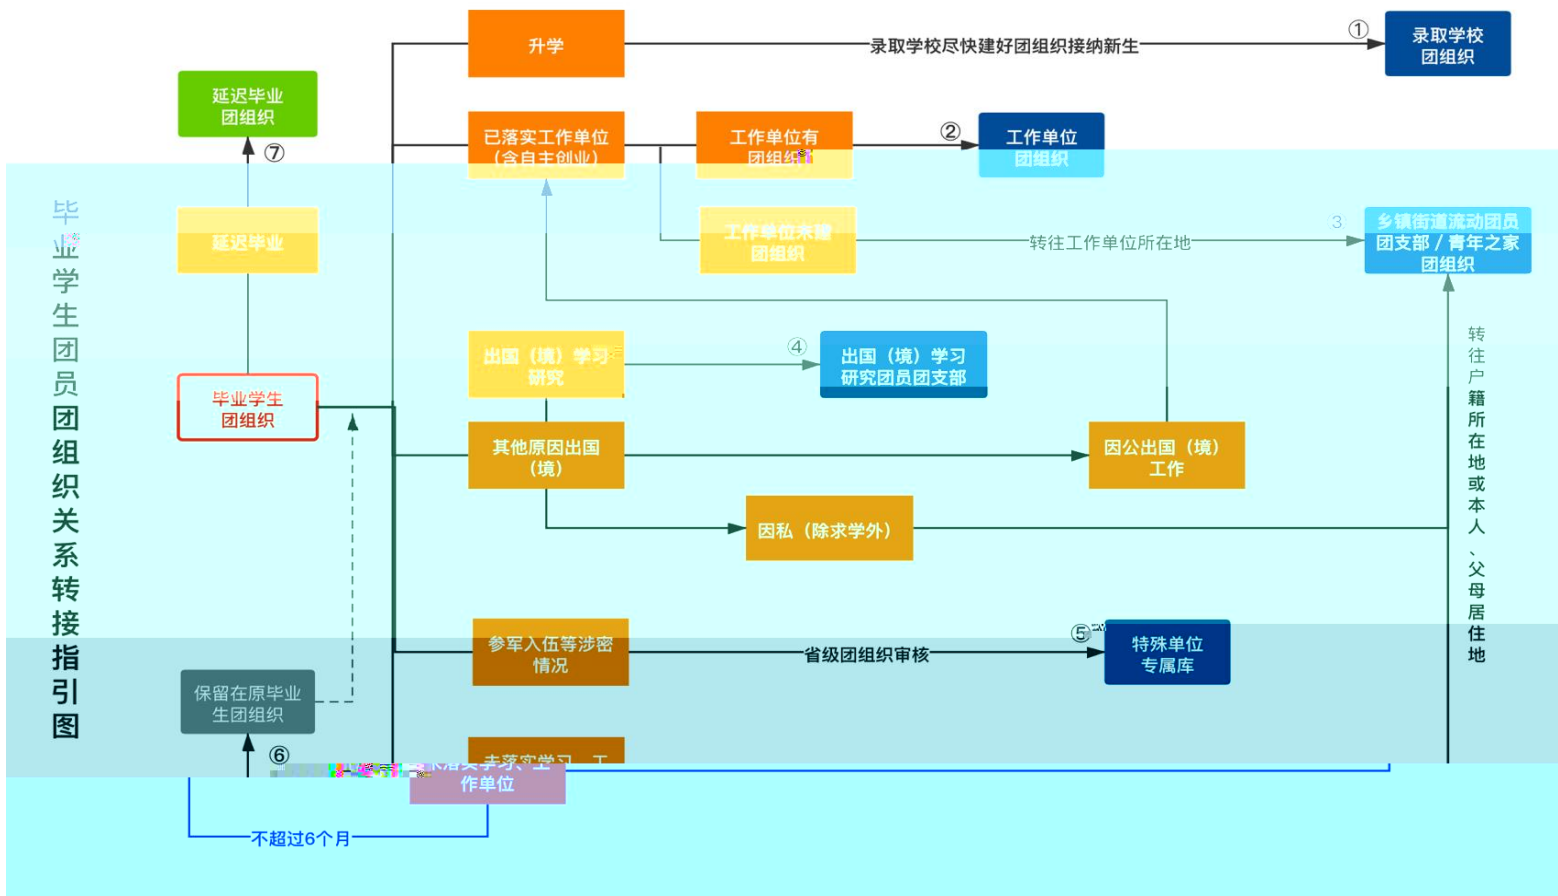 毕业学生团员团组织关系转接指引图
升学
录取学校尽快建好团组织接纳新生
①
录取学校
团组织
延迟毕业
团组织
⑦
已落实工作单位
（含自主创业）
工作单位有
团组织
②
工作单位
团组织
延迟毕业
工作单位未建
团组织
转往工作单位所在地
3
乡镇街道流动团员
团支部 / 青年之家
团组织
出国（境）学习
研究
④
出国（境）学习
研究团员团支部
转往户籍所在地或本人、父母居住地
毕业学生
团组织
其他原因出国
（境）
因公出国（境）
工作
因私（除求学外）
参军入伍等涉密
情况
省级团组织审核
⑤
特殊单位
专属库
保留在原毕业
生团组织
⑥
未落实学习、工
作单位
不超过6个月